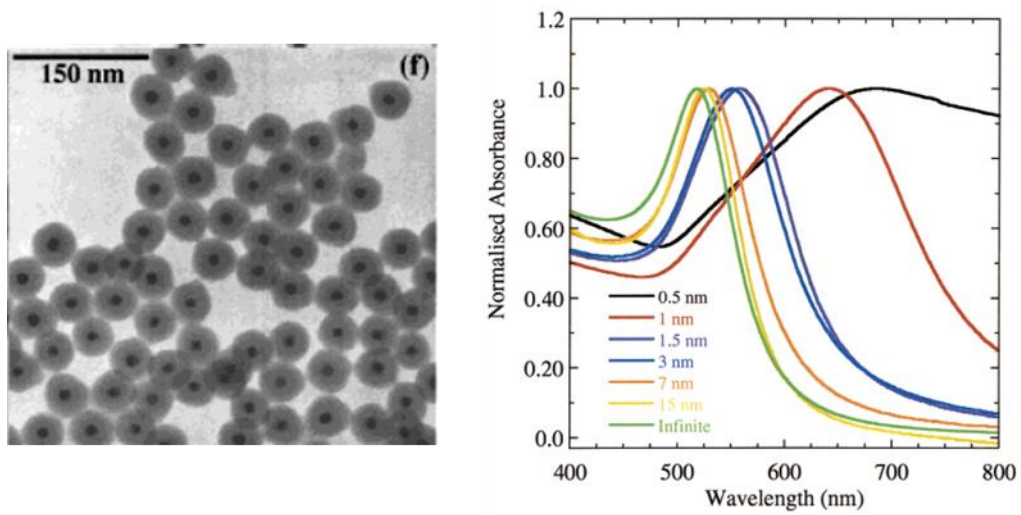 150 nm
(f)
1.2
1.0
0.80
0.60
0.40
0.20
0.0
Normalised Absorbance
0.5 nm
1 nm
1.5 nm
3 nm
7 nm
15 nm
Infinite
400
500
600
700
800
Wavelength (nm)